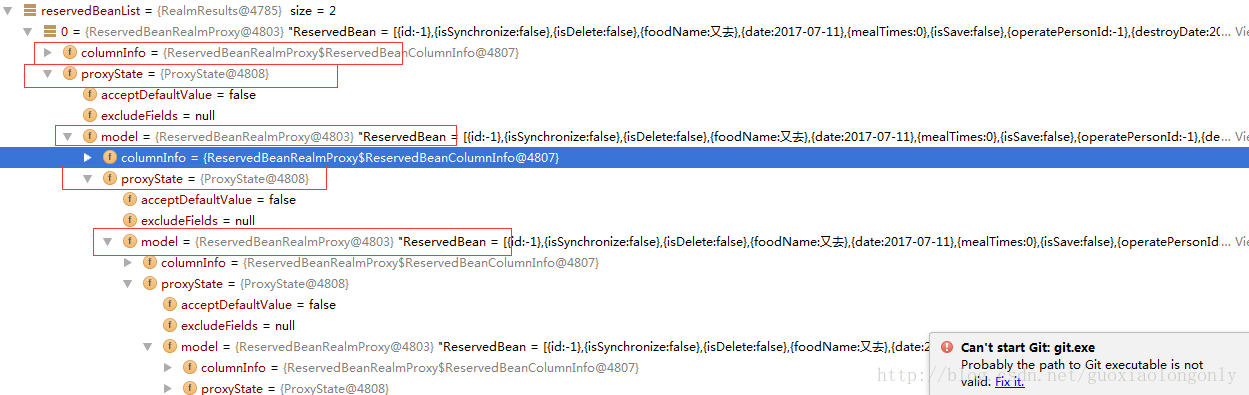 reservedBeanList = {RealmResults@4785} size = 2
0 = {ReservedBeanRealmProxy@4803} "ReservedBean = [{id:-1},{isSynchronize:false},{isDelete:false},{foodName:又去},{date:2017-07-11},{mealTimes:0},{isSave:false},{operatePersonId:-1},{destroyDate:20... Vie
columnInfo = {ReservedBeanRealmProxy$ReservedBeanColumnInfo@4807}
proxyState = {ProxyState@4808}
acceptDefaultValue = false
excludeFields = null
model = {ReservedBeanRealmProxy@4803} "ReservedBean = [{id:-1},{isSynchronize:false},{isDelete:false},{foodName:又去},{date:2017-07-11},{mealTimes:0},{isSave:false},{operatePersonId:-1},{de... Vie
columnInfo = {ReservedBeanRealmProxy$ReservedBeanColumnInfo@4807}
proxyState = {ProxyState@4808}
acceptDefaultValue = false
excludeFields = null
model = {ReservedBeanRealmProxy@4803} "ReservedBean = [{id:-1},{isSynchronize:false},{isDelete:false},{foodName:又去},{date:2017-07-11},{mealTimes:0},{isSave:false},{operatePersonId... Vie
columnInfo = {ReservedBeanRealmProxy$ReservedBeanColumnInfo@4807}
proxyState = {ProxyState@4808}
acceptDefaultValue = false
excludeFields = null
model = {ReservedBeanRealmProxy@4803} "ReservedBean = [{id:-1},{isSynchronize:false},{isDelete:false},{foodName:又去},{date:2
columnInfo = {ReservedBeanRealmProxy$ReservedBeanColumnInfo@4807}
proxyState = {ProxyState@4808}
Can't start Git: git.exe
Probably the path to Git executable is not
valid. Fix it.
http://blog.csdn.net/guoxiaolongonly